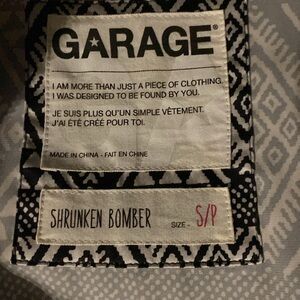 GARAGE®
I AM MORE THAN JUST A PIECE OF CLOTHING.
I WAS DESIGNED TO BE FOUND BY YOU.
JE SUIS PLUS QU'UN SIMPLE VÊTEMENT.
J'AI ÉTÉ CRÉÉ POUR TOI.
MADE IN CHINA - FAIT EN CHINE
SHRUNKEN BOMBER SIZE - S/P